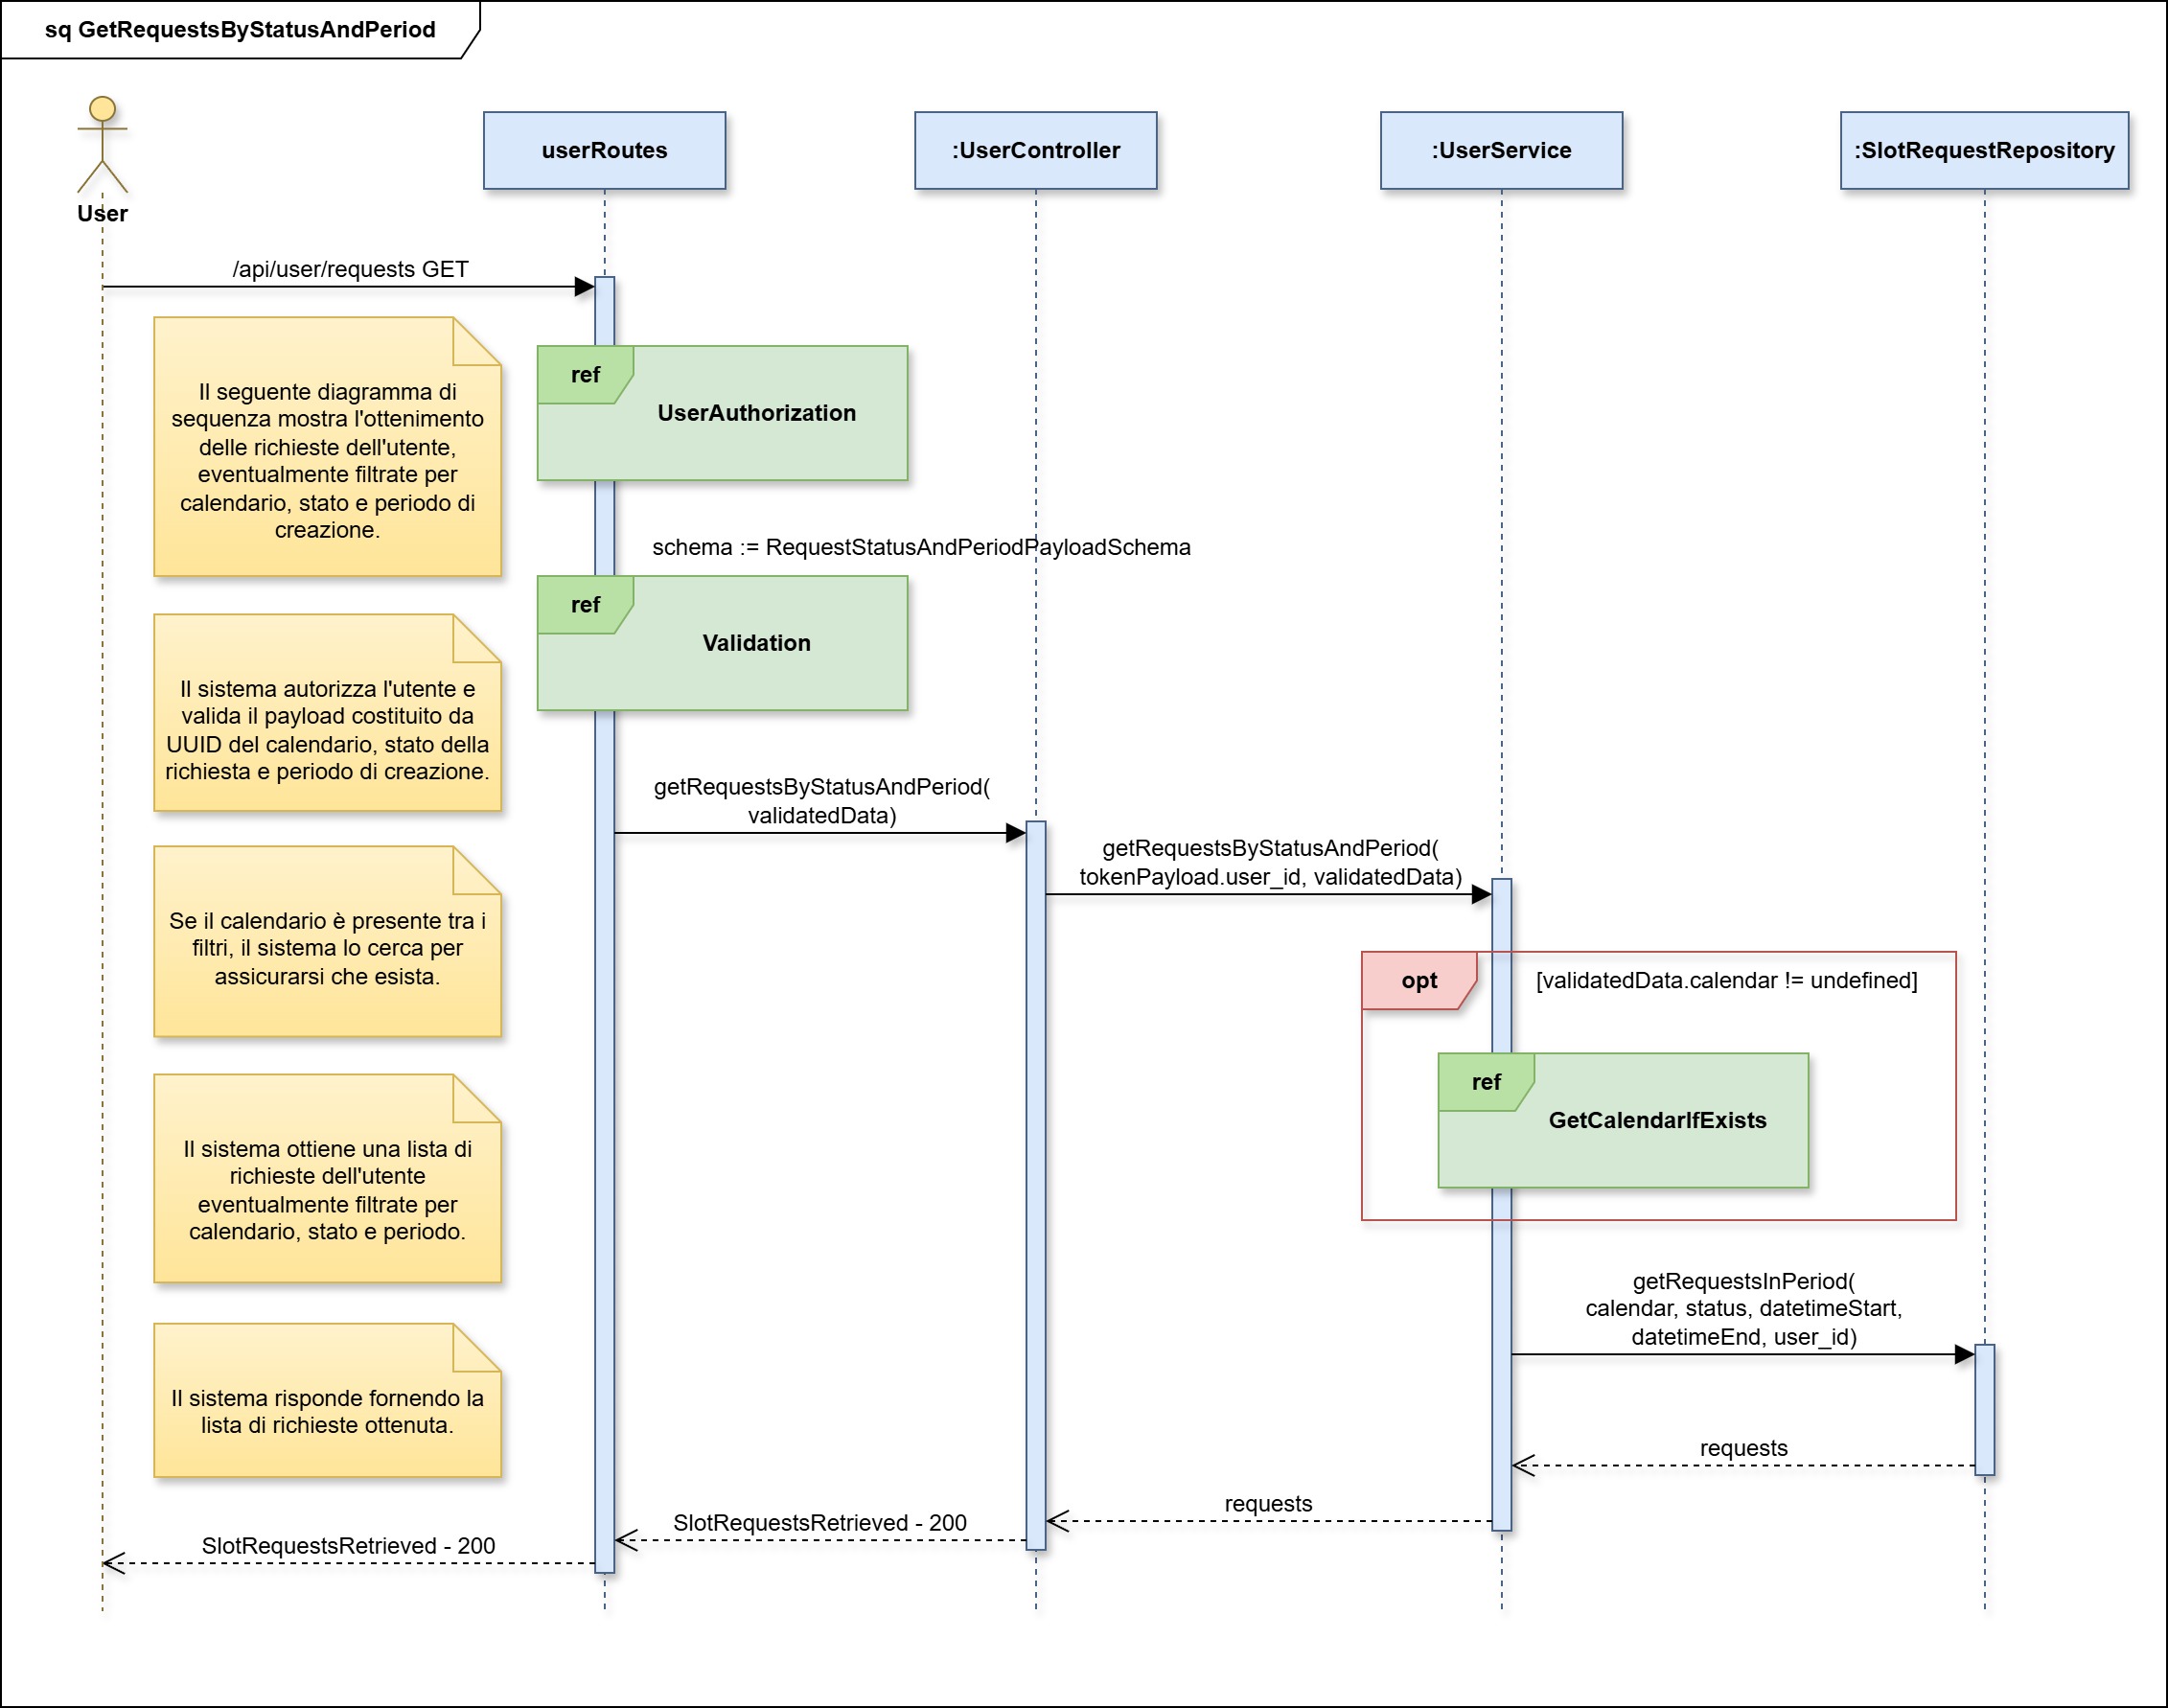 sq GetRequestsByStatusAndPeriod
User
userRoutes
:UserController
:UserService
:SlotRequestRepository
/api/user/requests GET
Il seguente diagramma di
sequenza mostra l'ottenimento
delle richieste dell'utente,
eventualmente filtrate per
calendario, stato e periodo di
creazione.
ref
UserAuthorization
schema := RequestStatusAndPeriodPayloadSchema
ref
Validation
Il sistema autorizza l'utente e
valida il payload costituito da
UUID del calendario, stato della
richiesta e periodo di creazione.
getRequestsByStatusAndPeriod(
validatedData)
getRequestsByStatusAndPeriod(
tokenPayload.user_id, validatedData)
Se il calendario è presente tra i
filtri, il sistema lo cerca per
assicurarsi che esista.
opt
[validatedData.calendar != undefined]
ref
GetCalendarIfExists
Il sistema ottiene una lista di
richieste dell'utente
eventualmente filtrate per
calendario, stato e periodo.
getRequestsInPeriod(
calendar, status, datetimeStart,
datetimeEnd, user_id)
Il sistema risponde fornendo la
lista di richieste ottenuta.
requests
requests
SlotRequestsRetrieved - 200
SlotRequestsRetrieved - 200